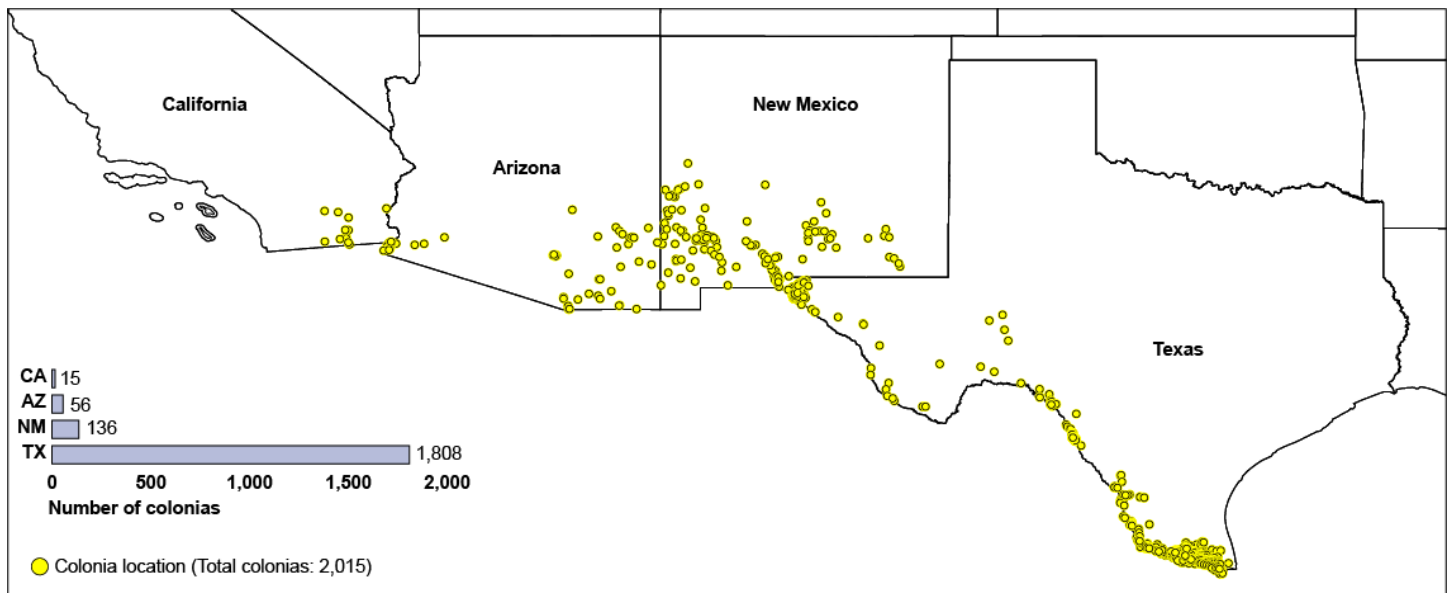 California
New Mexico
Arizona
Texas
CA 15
AZ 56
NM 136
TX 1,808
0 500 1,000 1,500 2,000
Number of colonias
Colonia location (Total colonias: 2,015)